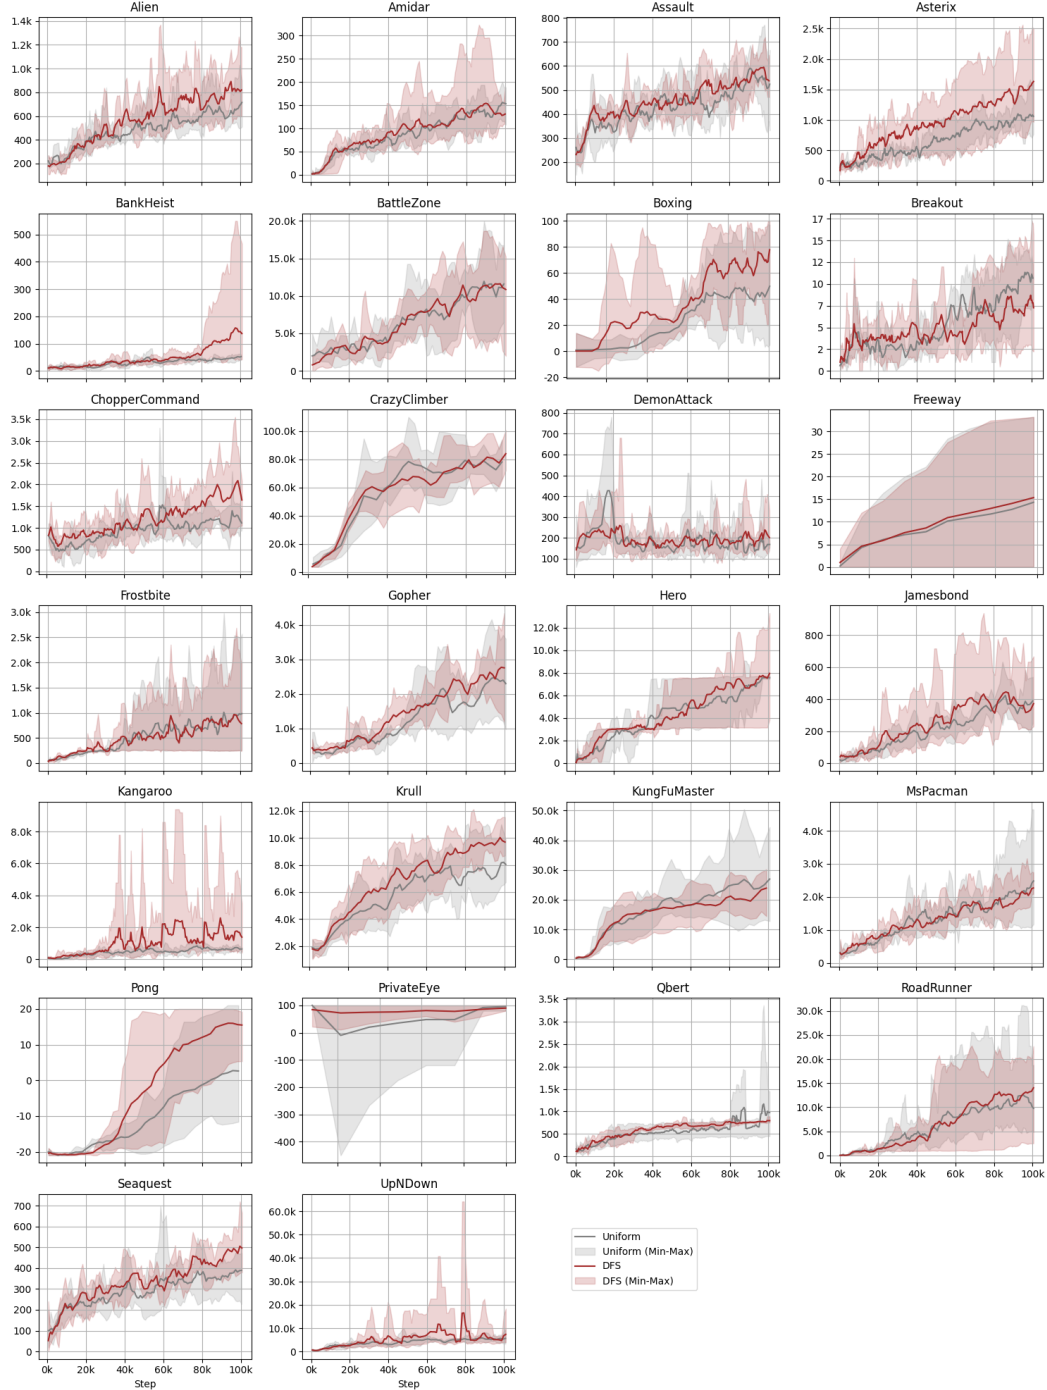 Alien
Amidar
Assault
Asterix
1.4k
1.2k
1.0k
800
600
400
200
300
250
200
150
100
50
0
800
700
600
500
400
300
200
2.5k
2.0k
1.5k
1.0k
500
0
BankHeist
BattleZone
Boxing
Breakout
500
400
300
200
100
0
20.0k
15.0k
10.0k
5.0k
0
100
80
60
40
20
0
-20
17
15
12
10
7
5
2
0
ChopperCommand
CrazyClimber
DemonAttack
Freeway
3.5k
3.0k
2.5k
2.0k
1.5k
1.0k
500
0
100.0k
80.0k
60.0k
40.0k
20.0k
0
800
700
600
500
400
300
200
100
30
25
20
15
10
5
0
Frostbite
Gopher
Hero
Jamesbond
3.0k
2.5k
2.0k
1.5k
1.0k
500
0
4.0k
3.0k
2.0k
1.0k
0
12.0k
10.0k
8.0k
6.0k
4.0k
2.0k
0
800
600
400
200
0
Kangaroo
Krull
KungFuMaster
MsPacman
8.0k
6.0k
4.0k
2.0k
0
12.0k
10.0k
8.0k
6.0k
4.0k
2.0k
50.0k
40.0k
30.0k
20.0k
10.0k
0
4.0k
3.0k
2.0k
1.0k
0
Pong
PrivateEye
Qbert
RoadRunner
20
10
0
-10
-20
100
0
-100
-200
-300
-400
3.5k
3.0k
2.5k
2.0k
1.5k
1.0k
500
0
30.0k
25.0k
20.0k
15.0k
10.0k
5.0k
0
0k 20k 40k 60k 80k 100k
0k 20k 40k 60k 80k 100k
Step
Step
Seaquest
UpNDown
700
600
500
400
300
200
100
0
60.0k
50.0k
40.0k
30.0k
20.0k
10.0k
0
0k 20k 40k 60k 80k 100k
0k 20k 40k 60k 80k 100k
Step
Step
Uniform
Uniform (Min-Max)
DFS
DFS (Min-Max)